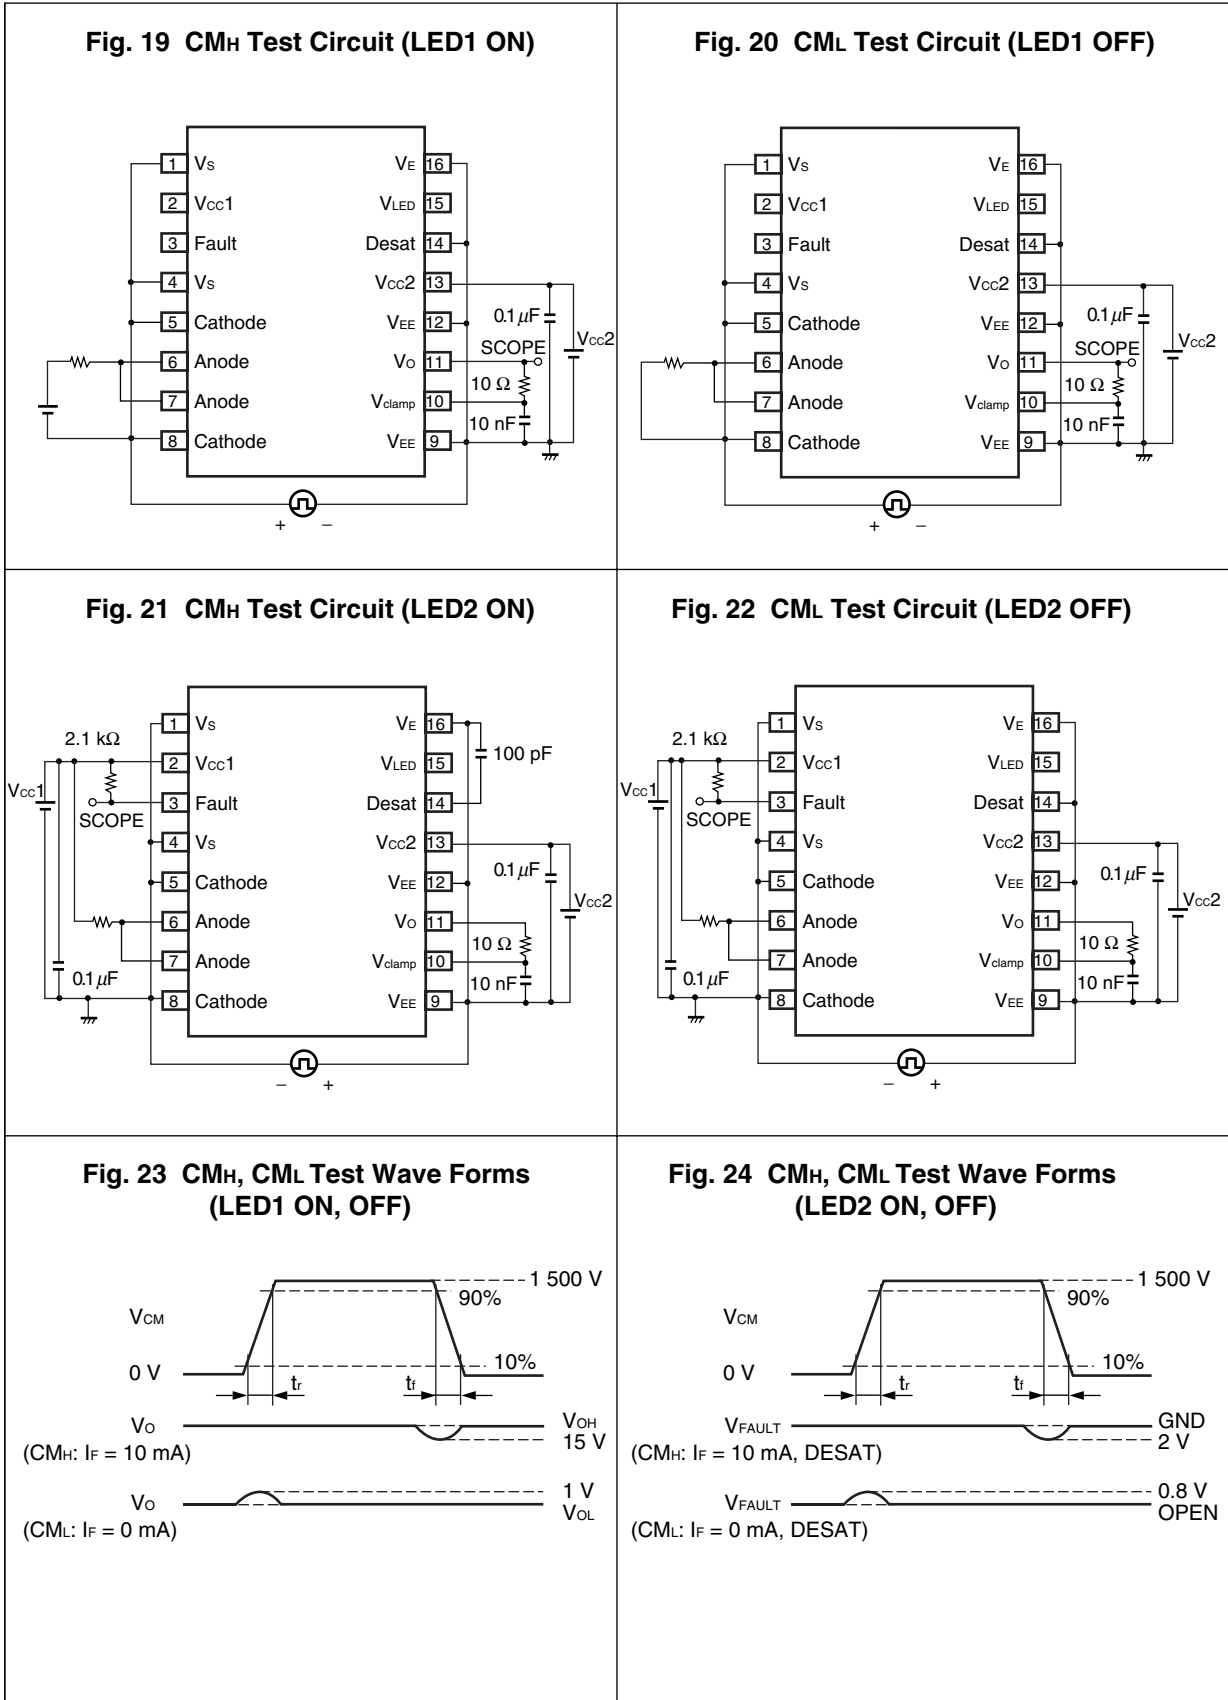 Fig. 19 CMH Test Circuit (LED1 ON)
1 VS
2 VCC1
3 Fault
4 VS
5 Cathode
6 Anode
7 Anode
8 Cathode
VE 16
VLED 15
Desat 14
VCC2 13
VEE 12
VO 11
Vclamp 10
VEE 9
0.1 μF
VCC2
SCOPE
10 Ω
10 nF
+ −
Fig. 20 CML Test Circuit (LED1 OFF)
1 VS
2 VCC1
3 Fault
4 VS
5 Cathode
6 Anode
7 Anode
8 Cathode
VE 16
VLED 15
Desat 14
VCC2 13
VEE 12
VO 11
Vclamp 10
VEE 9
0.1 μF
VCC2
SCOPE
10 Ω
10 nF
+ −
Fig. 21 CMH Test Circuit (LED2 ON)
2.1 kΩ
VCC1
SCOPE
0.1 μF
1 VS
2 VCC1
3 Fault
4 VS
5 Cathode
6 Anode
7 Anode
8 Cathode
VE 16
VLED 15
Desat 14
VCC2 13
VEE 12
VO 11
Vclamp 10
VEE 9
100 pF
0.1 μF
VCC2
10 Ω
10 nF
− +
Fig. 22 CML Test Circuit (LED2 OFF)
2.1 kΩ
VCC1
SCOPE
0.1 μF
1 VS
2 VCC1
3 Fault
4 VS
5 Cathode
6 Anode
7 Anode
8 Cathode
VE 16
VLED 15
Desat 14
VCC2 13
VEE 12
VO 11
Vclamp 10
VEE 9
0.1 μF
VCC2
10 Ω
10 nF
− +
Fig. 23 CMH, CML Test Wave Forms
(LED1 ON, OFF)
1 500 V
90%
VCM
10%
0 V
tr tf
VO
VOH
15 V
(CMH: IF = 10 mA)
1 V
VO
VOL
(CML: IF = 0 mA)
Fig. 24 CMH, CML Test Wave Forms
(LED2 ON, OFF)
1 500 V
90%
VCM
10%
0 V
tr tf
VFAULT
GND
2 V
(CMH: IF = 10 mA, DESAT)
0.8 V
VFAULT
OPEN
(CML: IF = 0 mA, DESAT)